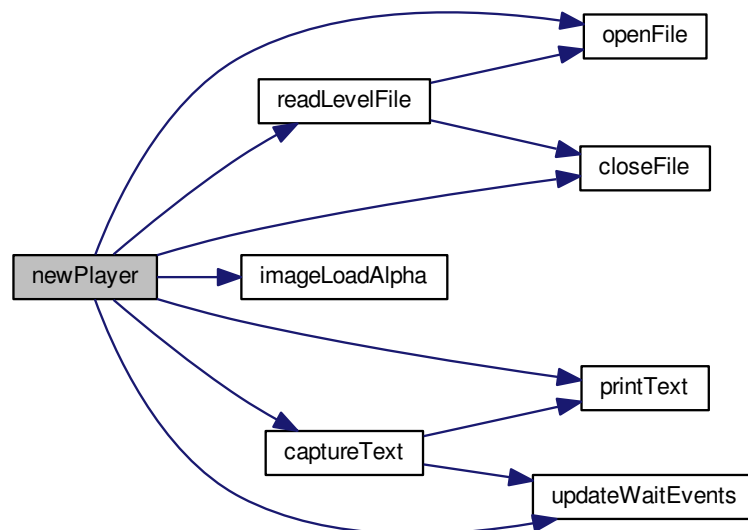 openFile
readLevelFile
closeFile
newPlayer
imageLoadAlpha
printText
captureText
updateWaitEvents